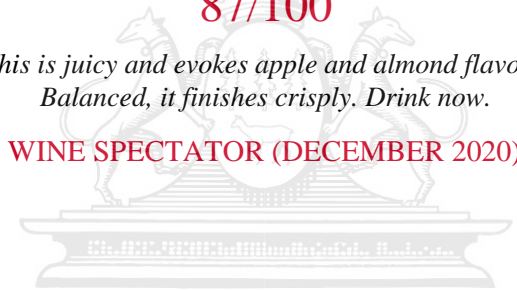 87/100
his is juicy and evokes apple and almond flavo
Balanced, it finishes crisply. Drink now.
WINE SPECTATOR (DECEMBER 2020)